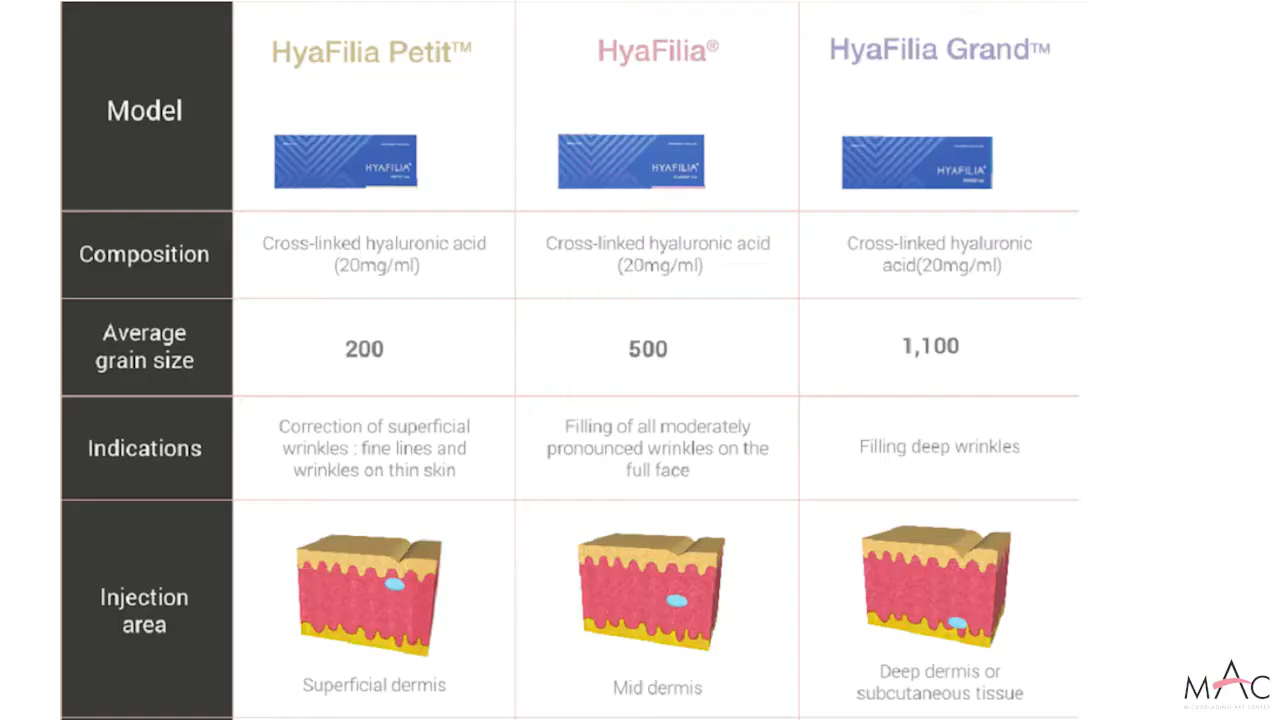 Model
HyaFilia Petit™
HyaFilia®
HyaFilia Grand™
HYAFILIA®
HYAFILIA®
HYAFILIA®
Composition
Cross-linked hyaluronic acid
(20mg/ml)
Cross-linked hyaluronic acid
(20mg/ml)
Cross-linked hyaluronic
acid(20mg/ml)
Average
grain size
200
500
1,100
Indications
Correction of superficial
wrinkles : fine lines and
wrinkles on thin skin
Filling of all moderately
pronounced wrinkles on the
full face
Filling deep wrinkles
Injection
area
Superficial dermis
Mid dermis
Deep dermis or
subcutaneous tissue
MAC
MICROBLADING ART CENTER